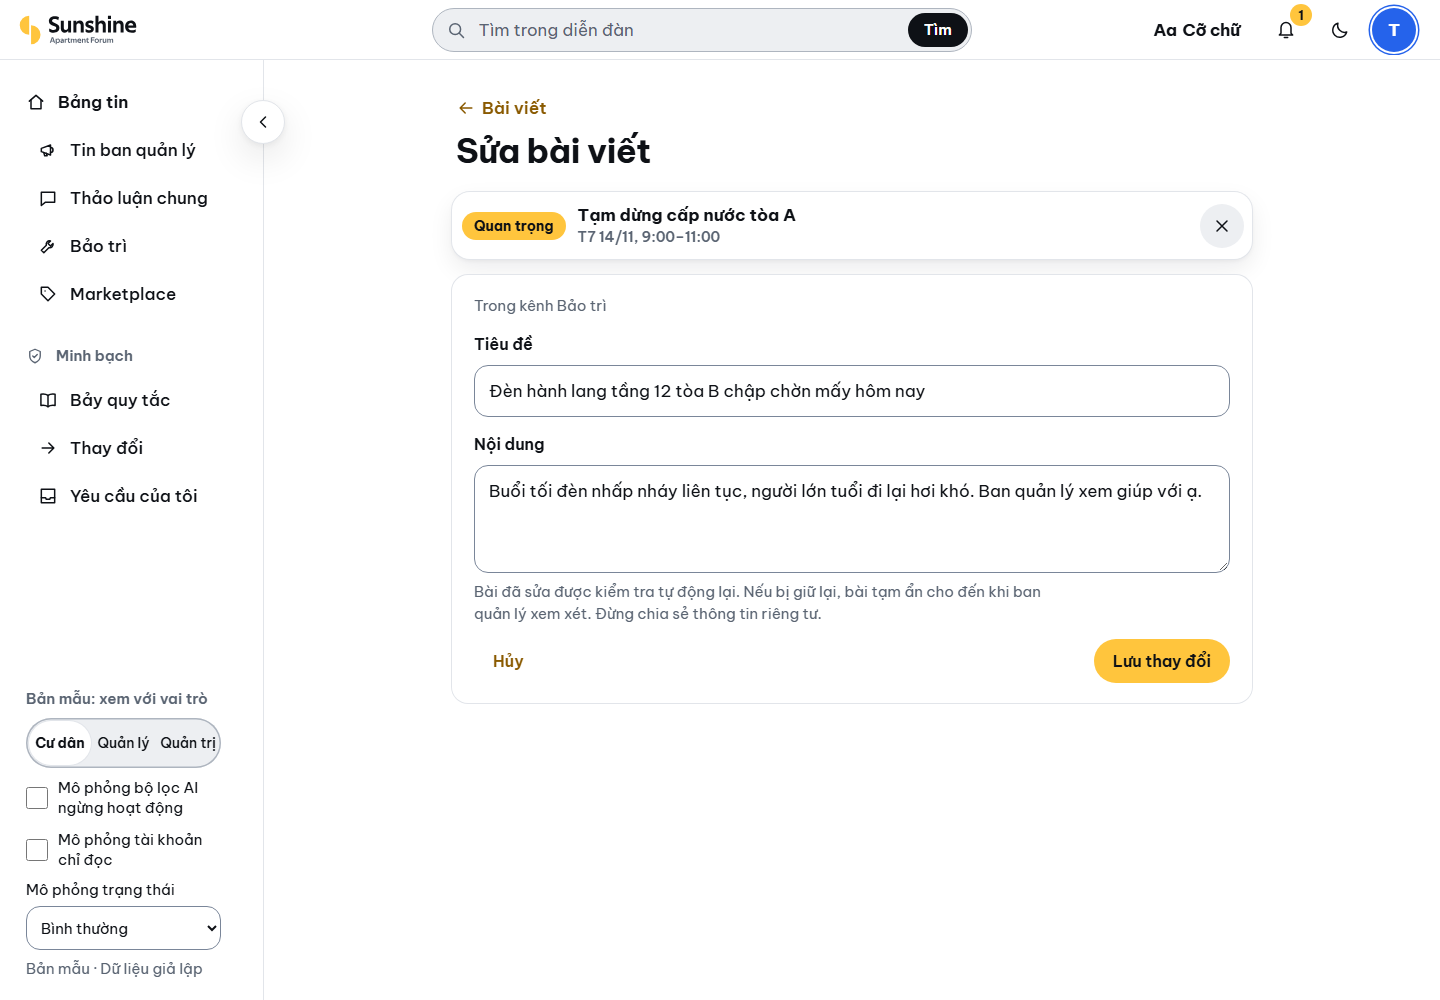 Sunshine
Apartment Forum
Tìm trong diễn đàn
Tìm
Aa Cỡ chữ
1
T
Bảng tin
Tin ban quản lý
Thảo luận chung
Bảo trì
Marketplace
Minh bạch
Bảy quy tắc
Thay đổi
Yêu cầu của tôi
Bản mẫu: xem với vai trò
Cư dân
Quản lý
Quản trị
Mô phỏng bộ lọc AI
ngừng hoạt động
Mô phỏng tài khoản
chỉ đọc
Mô phỏng trạng thái
Bình thường
Bản mẫu · Dữ liệu giả lập
Bài viết
Sửa bài viết
Quan trọng
Tạm dừng cấp nước tòa A
T7 14/11, 9:00–11:00
Trong kênh Bảo trì
Tiêu đề
Đèn hành lang tầng 12 tòa B chập chờn mấy hôm nay
Nội dung
Buổi tối đèn nhấp nháy liên tục, người lớn tuổi đi lại hơi khó. Ban quản lý xem giúp với ạ.
Bài đã sửa được kiểm tra tự động lại. Nếu bị giữ lại, bài tạm ẩn cho đến khi ban
quản lý xem xét. Đừng chia sẻ thông tin riêng tư.
Hủy
Lưu thay đổi